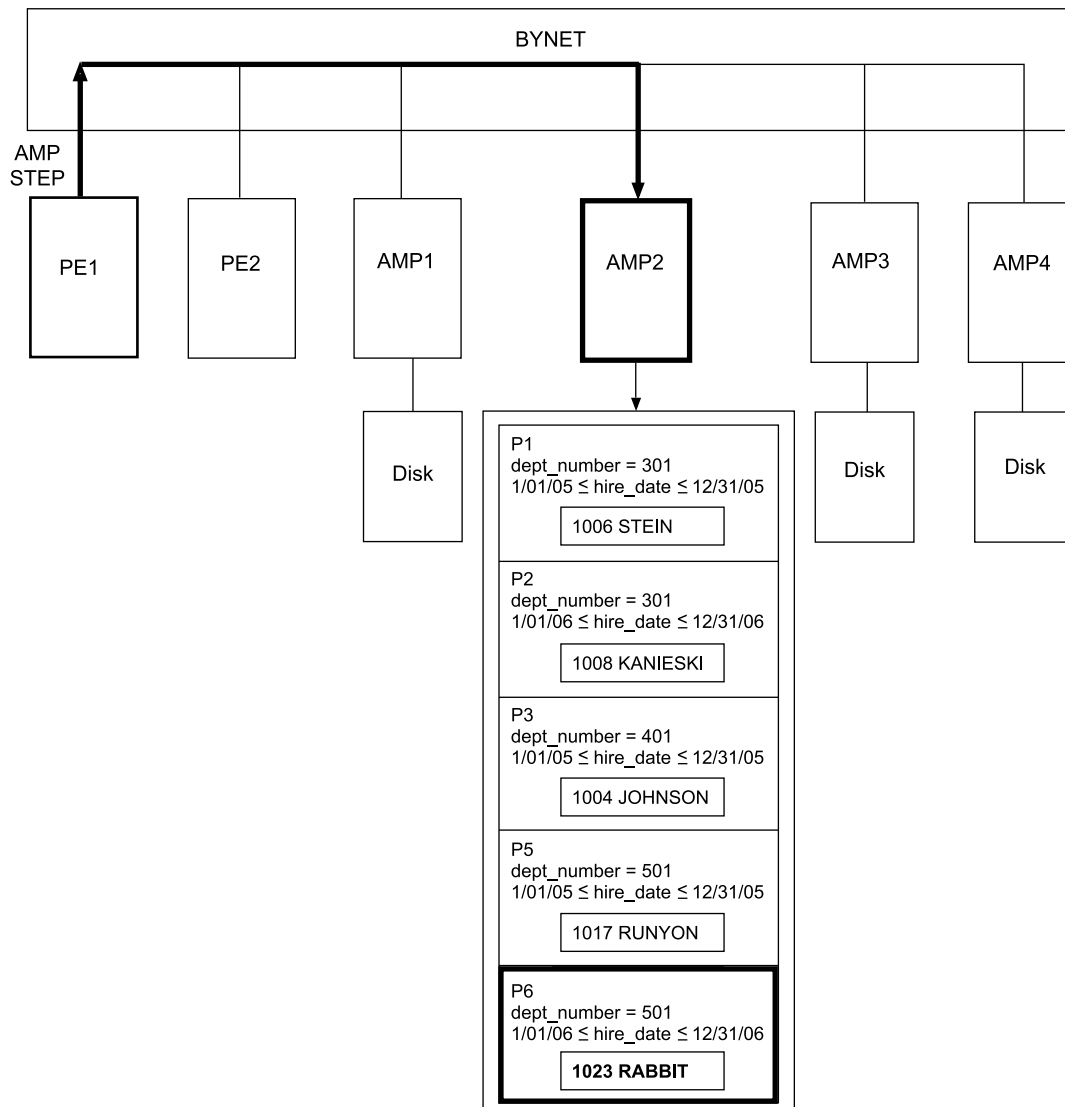 BYNET
AMP
STEP
PE1
PE2
AMP1
AMP2
AMP3
AMP4
Disk
Disk
Disk
P1
dept_number = 301
1/01/05 ≤ hire_date ≤ 12/31/05
1006 STEIN
P2
dept_number = 301
1/01/06 ≤ hire_date ≤ 12/31/06
1008 KANIESKI
P3
dept_number = 401
1/01/05 ≤ hire_date ≤ 12/31/05
1004 JOHNSON
P5
dept_number = 501
1/01/05 ≤ hire_date ≤ 12/31/05
1017 RUNYON
P6
dept_number = 501
1/01/06 ≤ hire_date ≤ 12/31/06
1023 RABBIT